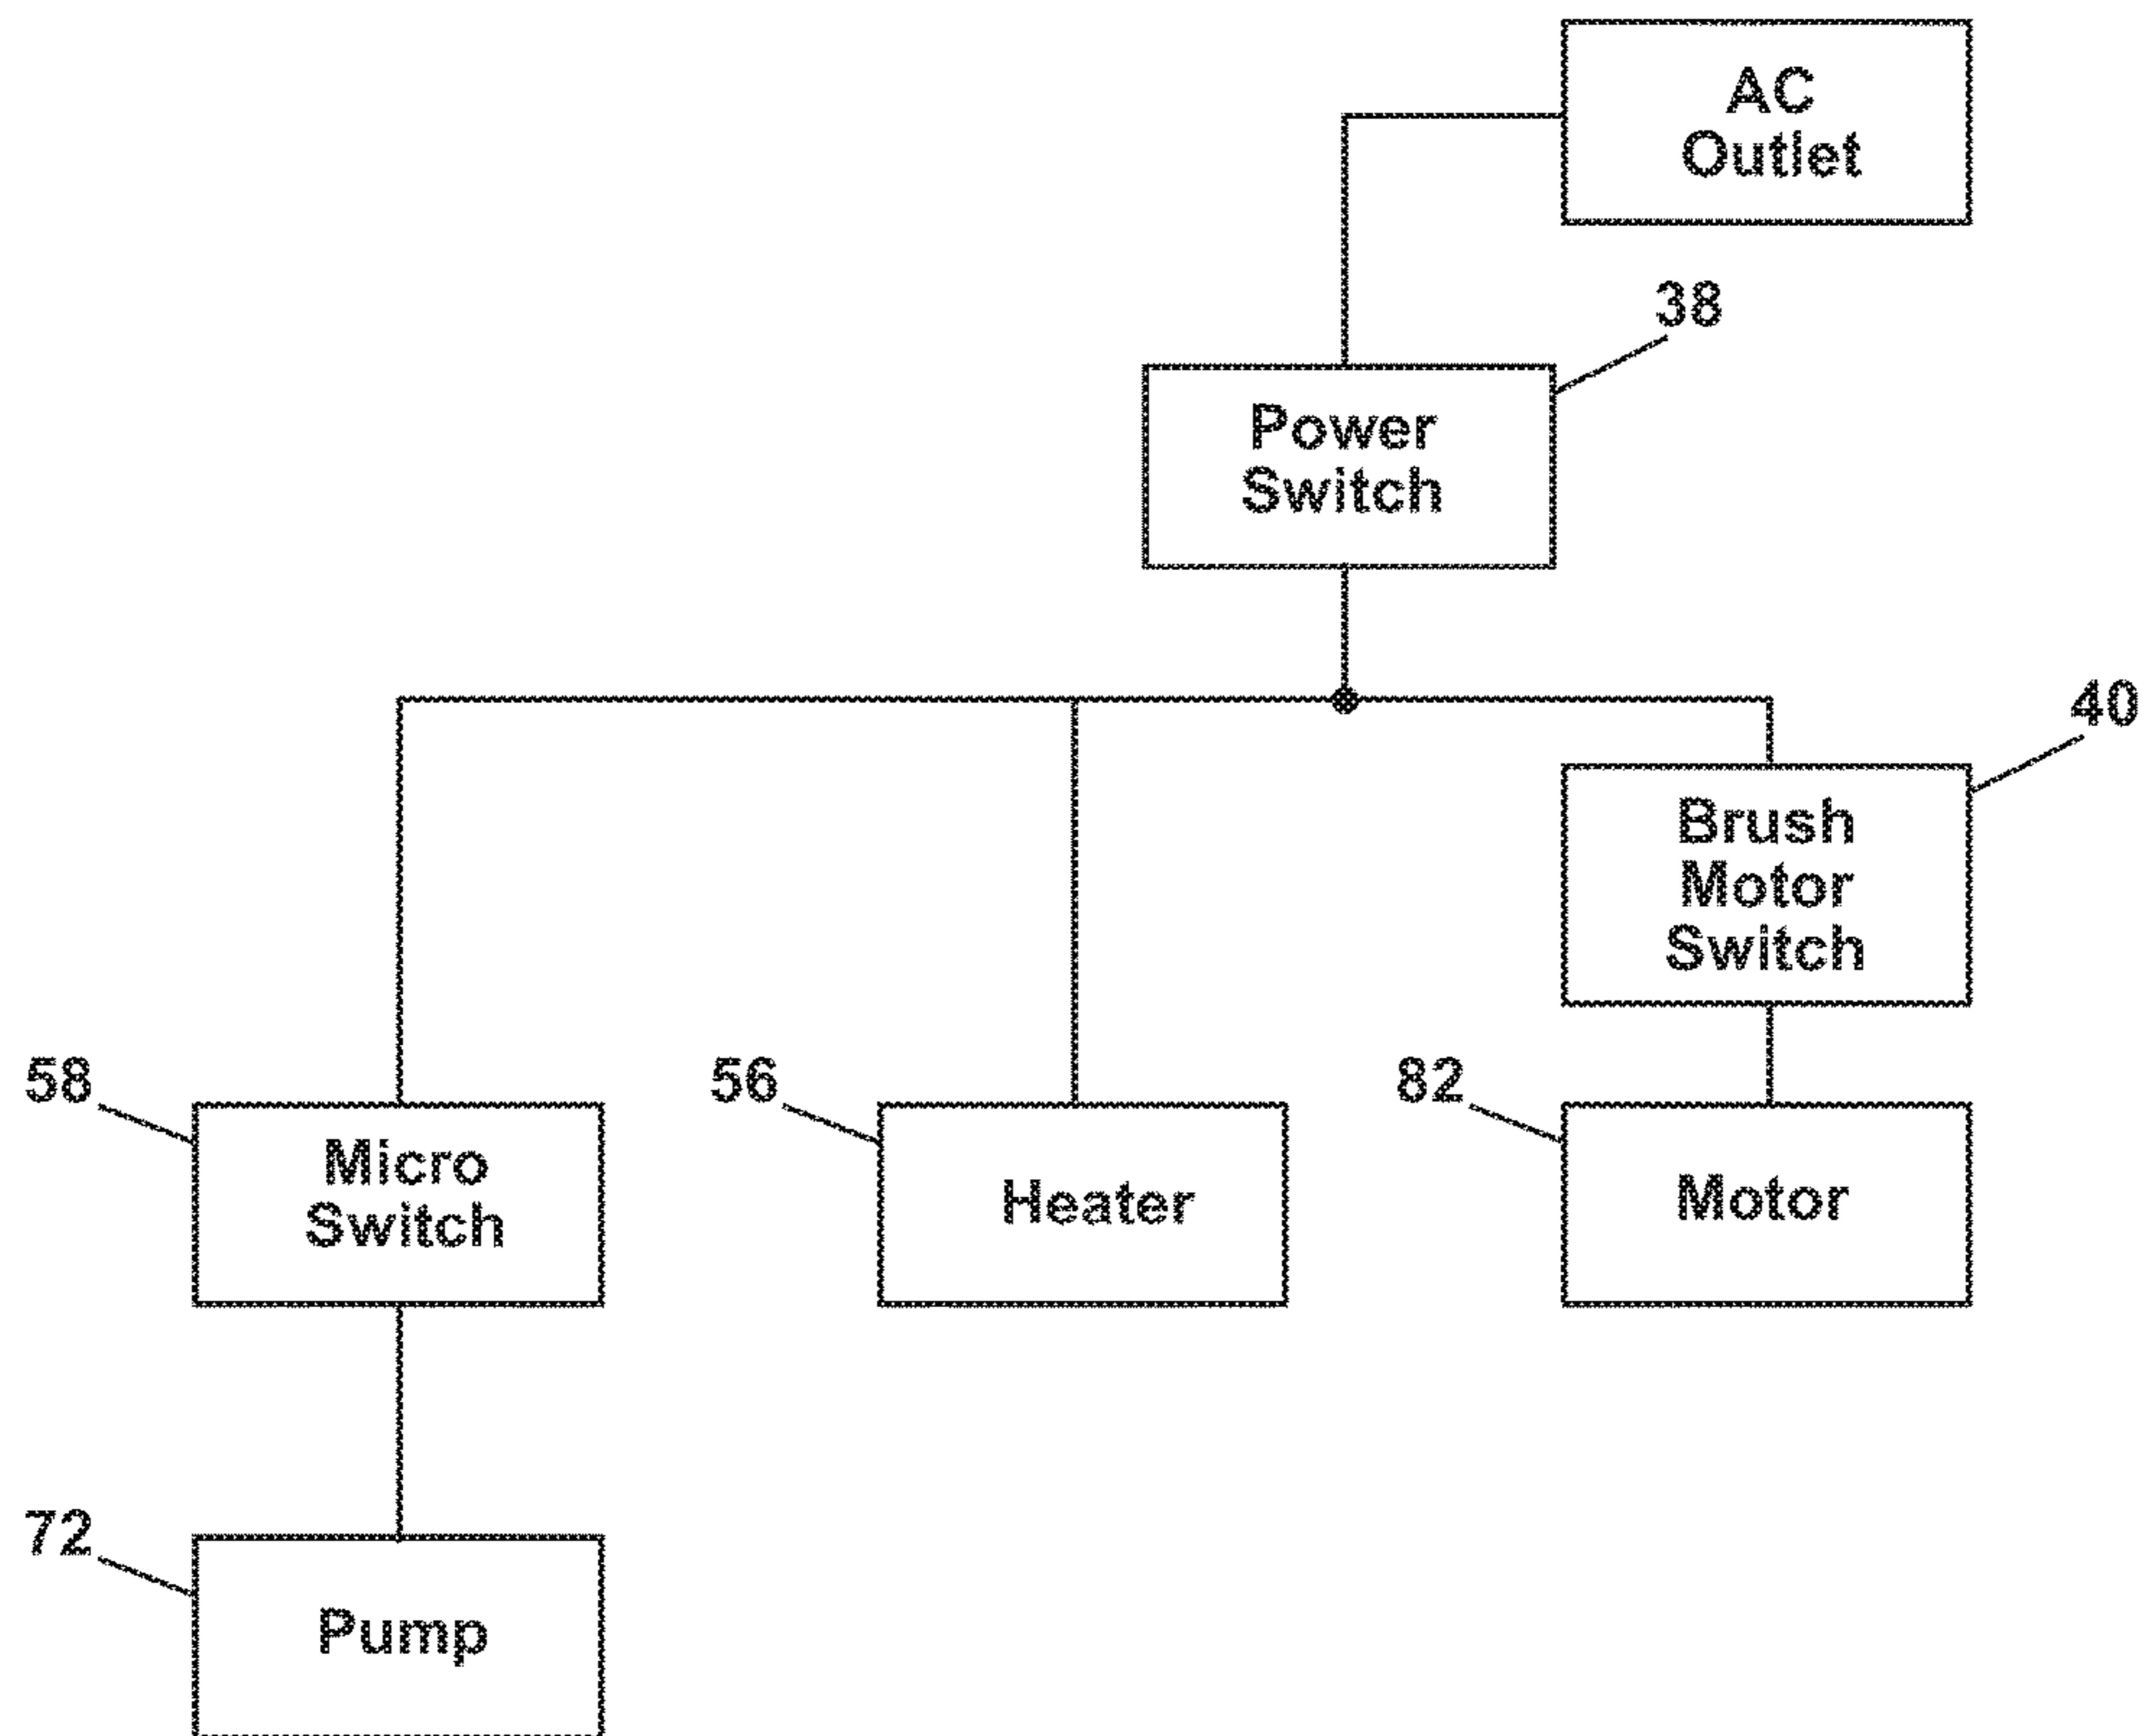 AC
Outlet
38
Power
Switch
40
Brush
Motor
Switch
58
Micro
Switch
56
Heater
82
Motor
72
Pump